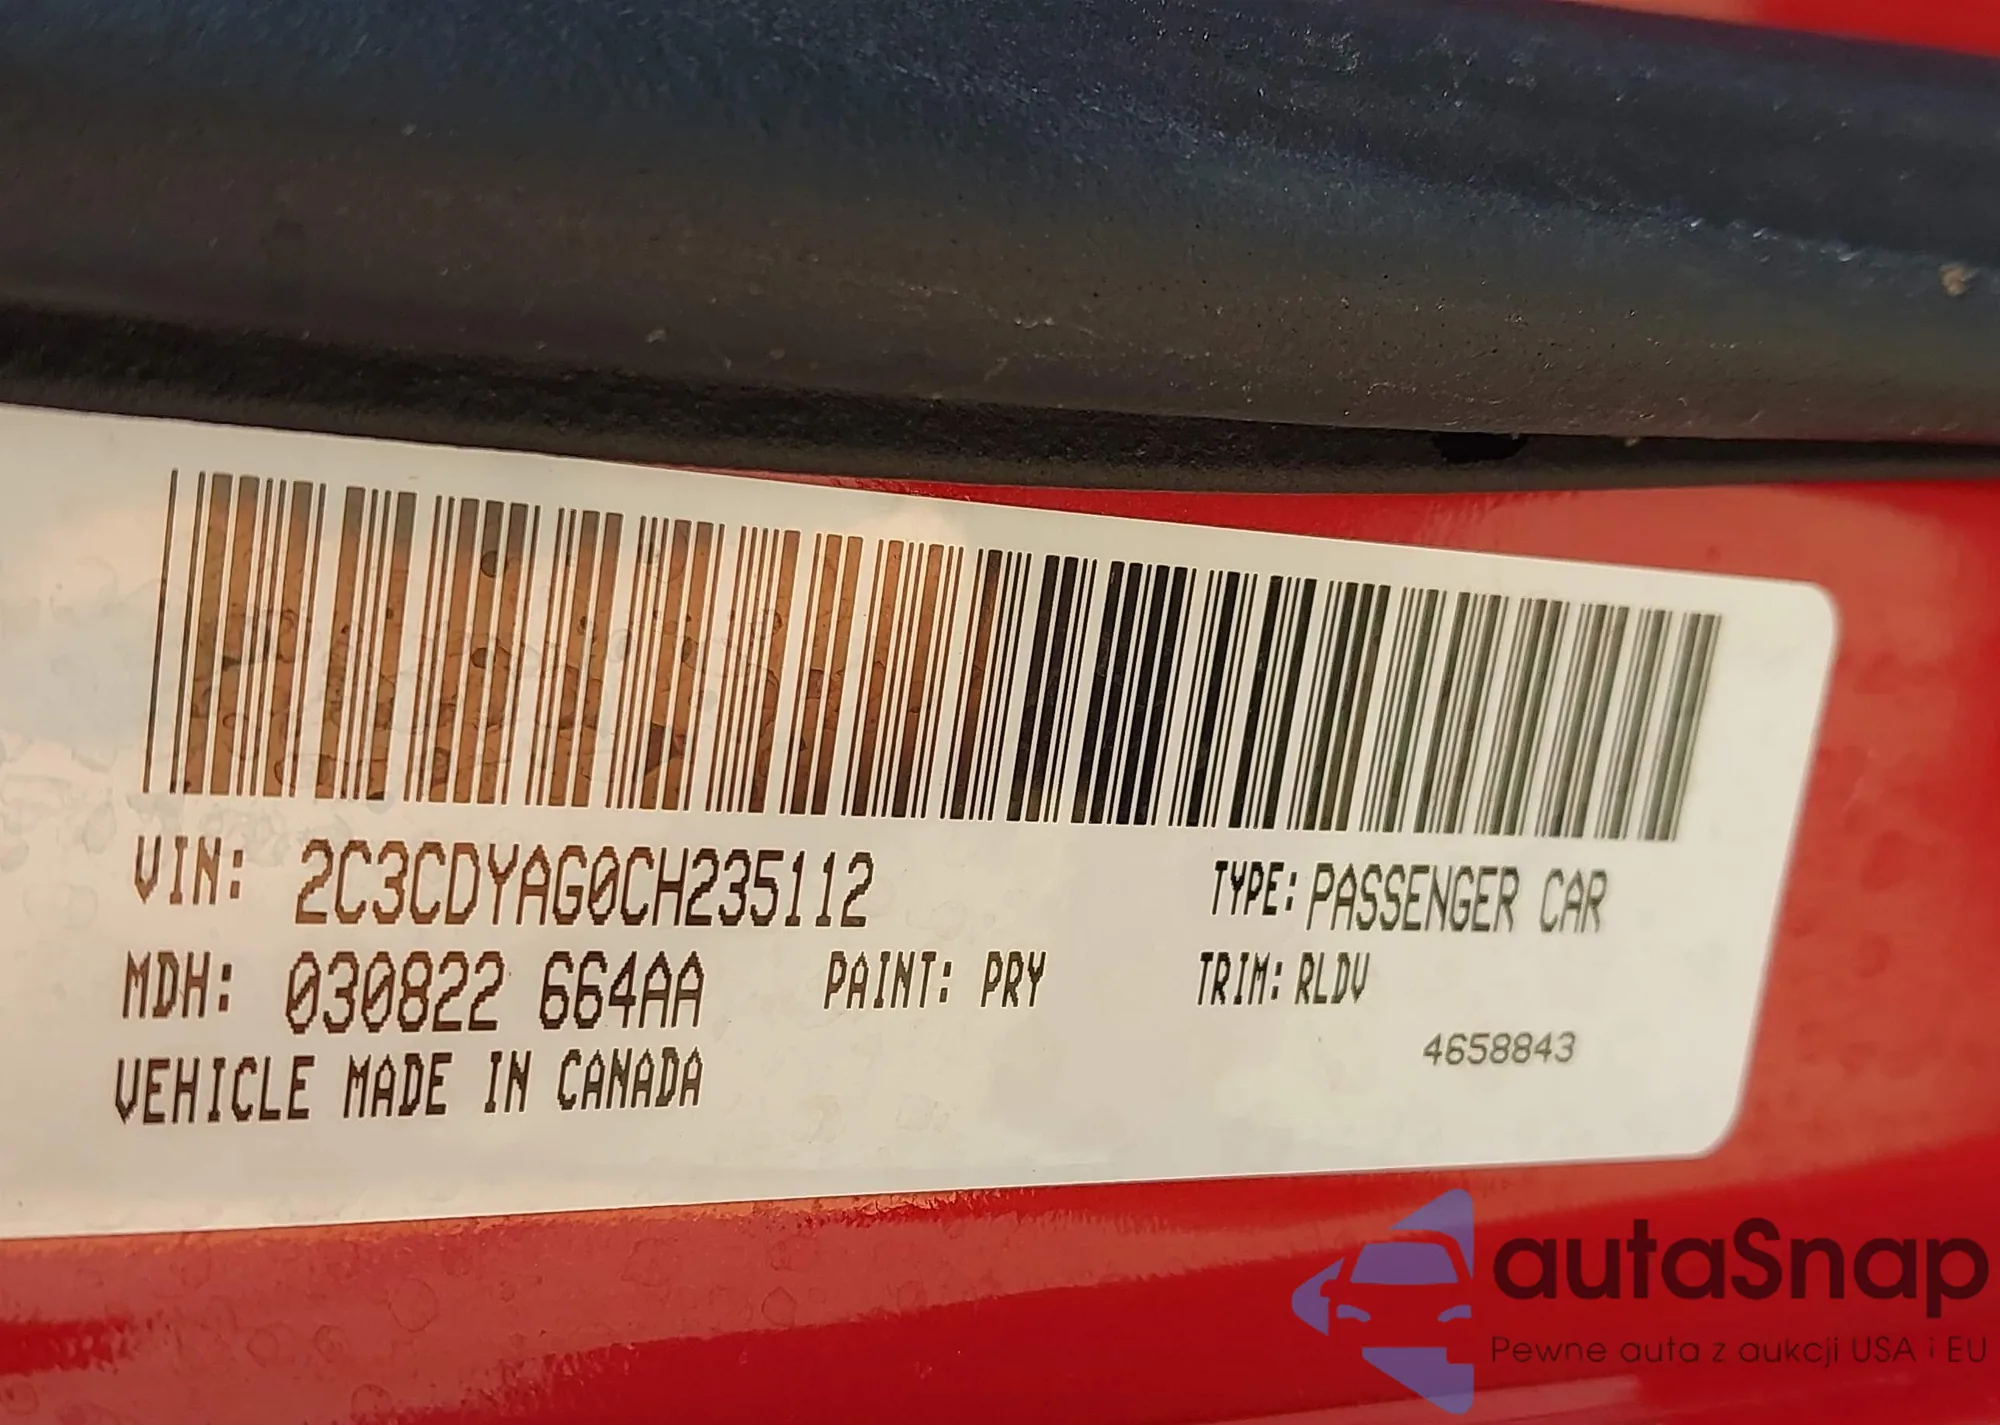 VIN: 2C3CDYAG0CH235112
TYPE: PASSENGER CAR
MDH: 030822 664AA
PAINT: PRY
TRIM: RLDV
4658843
VEHICLE MADE IN CANADA
autaSnap
Pewne auta z aukcji USA i EU